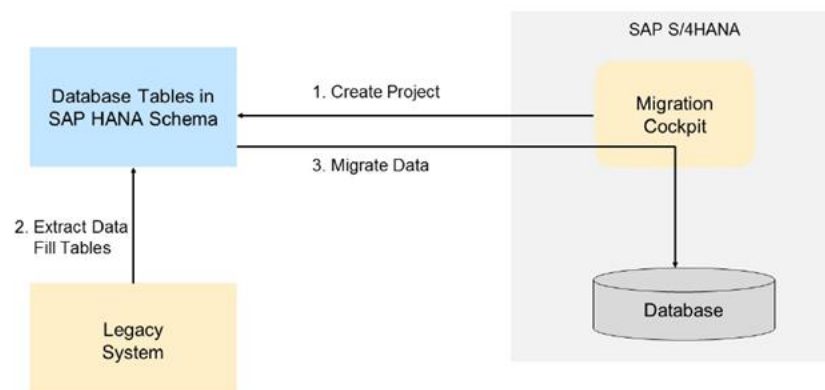 SAP S/4HANA
Database Tables in
SAP HANA Schema
1. Create Project
Migration
Cockpit
3. Migrate Data
2. Extract Data
Fill Tables
Legacy
System
Database